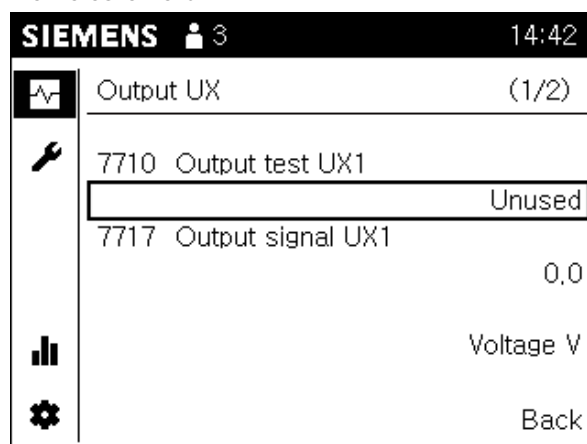 SIEMENS 3 14:42
Output UX (1/2)
7710 Output test UX1
Unused
7717 Output signal UX1
0,0
Voltage V
Back